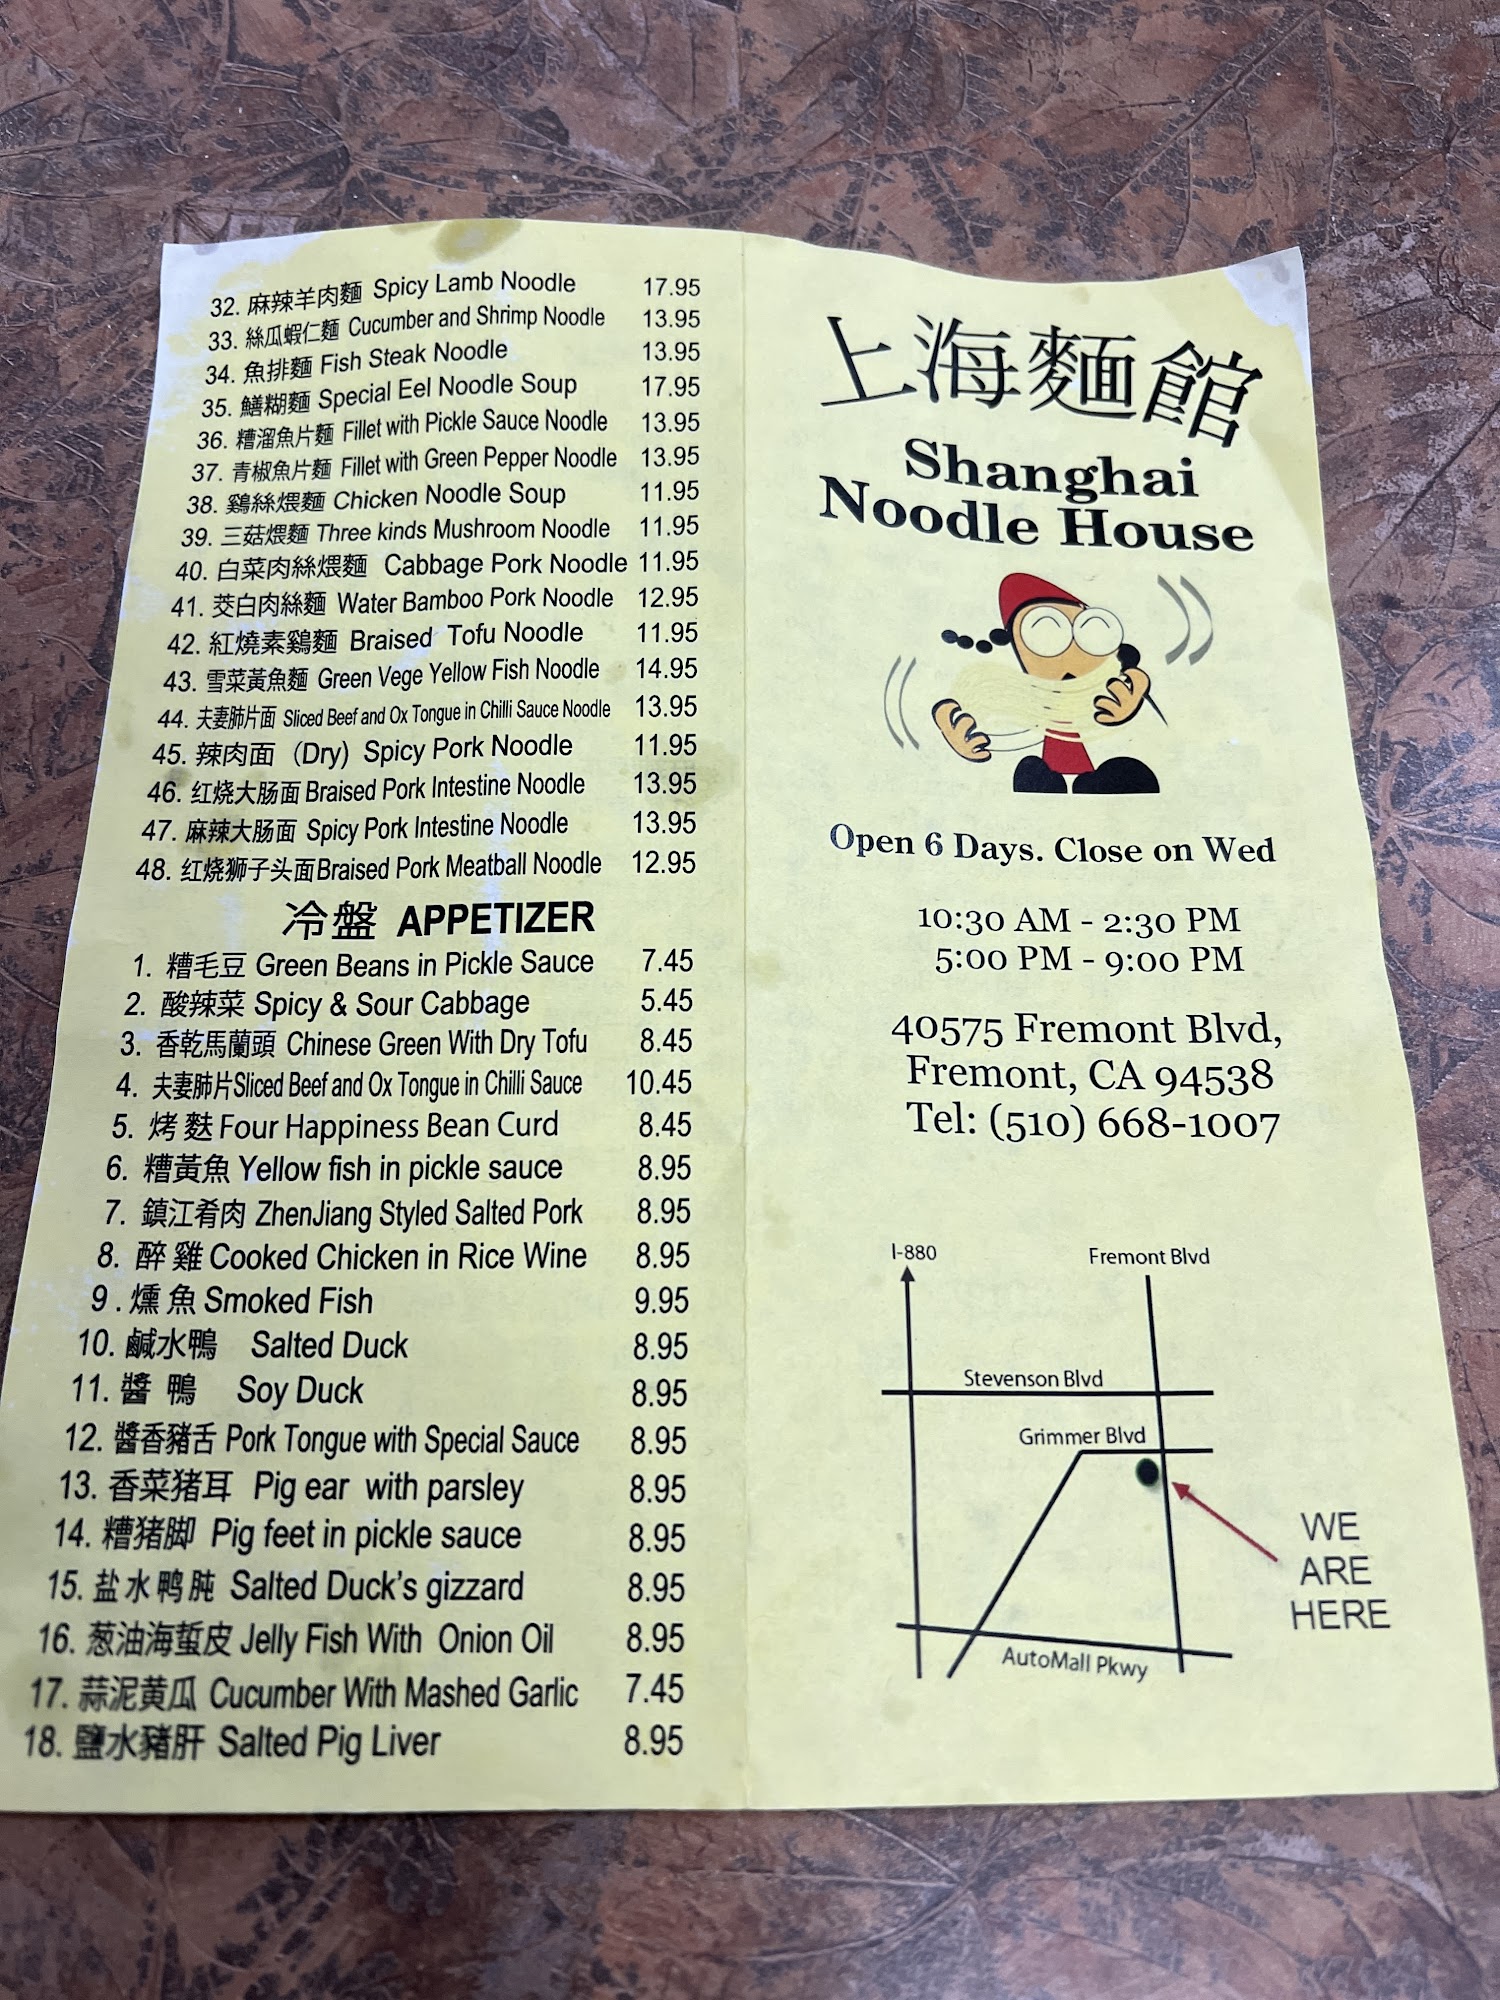 32. 麻辣羊肉麵 Spicy Lamb Noodle 17.95
33. 絲瓜蝦仁麵 Cucumber and Shrimp Noodle 13.95
34. 魚排麵 Fish Steak Noodle 13.95
35. 鱔糊麵 Special Eel Noodle Soup 17.95
36. 糟溜魚片麵 Fillet with Pickle Sauce Noodle 13.95
37. 青椒魚片麵 Fillet with Green Pepper Noodle 13.95
38. 鷄絲煨麵 Chicken Noodle Soup 11.95
39. 三菇煨麵 Three kinds Mushroom Noodle 11.95
40. 白菜肉絲煨麵 Cabbage Pork Noodle 11.95
41. 茭白肉絲麵 Water Bamboo Pork Noodle 12.95
42. 紅燒素鷄麵 Braised Tofu Noodle 11.95
43. 雪菜黃魚麵 Green Vege Yellow Fish Noodle 14.95
44. 夫妻肺片面 Sliced Beef and Ox Tongue in Chilli Sauce Noodle 13.95
45. 辣肉面 (Dry) Spicy Pork Noodle 11.95
46. 红烧大肠面 Braised Pork Intestine Noodle 13.95
47. 麻辣大肠面 Spicy Pork Intestine Noodle 13.95
48. 红烧狮子头面 Braised Pork Meatball Noodle 12.95
冷盤 APPETIZER
1. 糟毛豆 Green Beans in Pickle Sauce 7.45
2. 酸辣菜 Spicy & Sour Cabbage 5.45
3. 香乾馬蘭頭 Chinese Green With Dry Tofu 8.45
4. 夫妻肺片 Sliced Beef and Ox Tongue in Chilli Sauce 10.45
5. 烤麩 Four Happiness Bean Curd 8.45
6. 糟黃魚 Yellow fish in pickle sauce 8.95
7. 鎮江肴肉 ZhenJiang Styled Salted Pork 8.95
8. 醉雞 Cooked Chicken in Rice Wine 8.95
9 . 燻魚 Smoked Fish 9.95
10. 鹹水鴨 Salted Duck 8.95
11. 醬鴨 Soy Duck 8.95
12. 醬香豬舌 Pork Tongue with Special Sauce 8.95
13. 香菜猪耳 Pig ear with parsley 8.95
14. 糟猪脚 Pig feet in pickle sauce 8.95
15. 盐水鸭肫 Salted Duck's gizzard 8.95
16. 葱油海蜇皮 Jelly Fish With Onion Oil 8.95
17. 蒜泥黄瓜 Cucumber With Mashed Garlic 7.45
18. 鹽水豬肝 Salted Pig Liver 8.95
上海麵館
Shanghai
Noodle House
Open 6 Days. Close on Wed
10:30 AM - 2:30 PM
5:00 PM - 9:00 PM
40575 Fremont Blvd,
Fremont, CA 94538
Tel: (510) 668-1007
I-880
Fremont Blvd
Stevenson Blvd
Grimmer Blvd
WE
ARE
HERE
AutoMall Pkwy